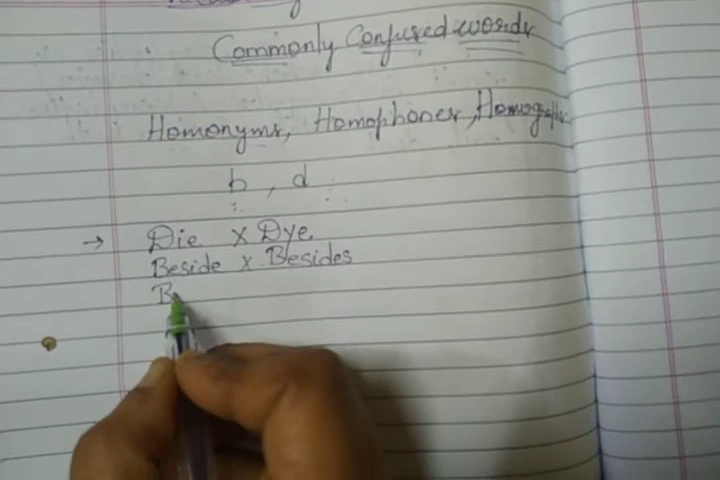 Commonly Confused words
Homonyms, Homophones, Homographs
b, d
→ Die x Dye.
Beside x Besides
B